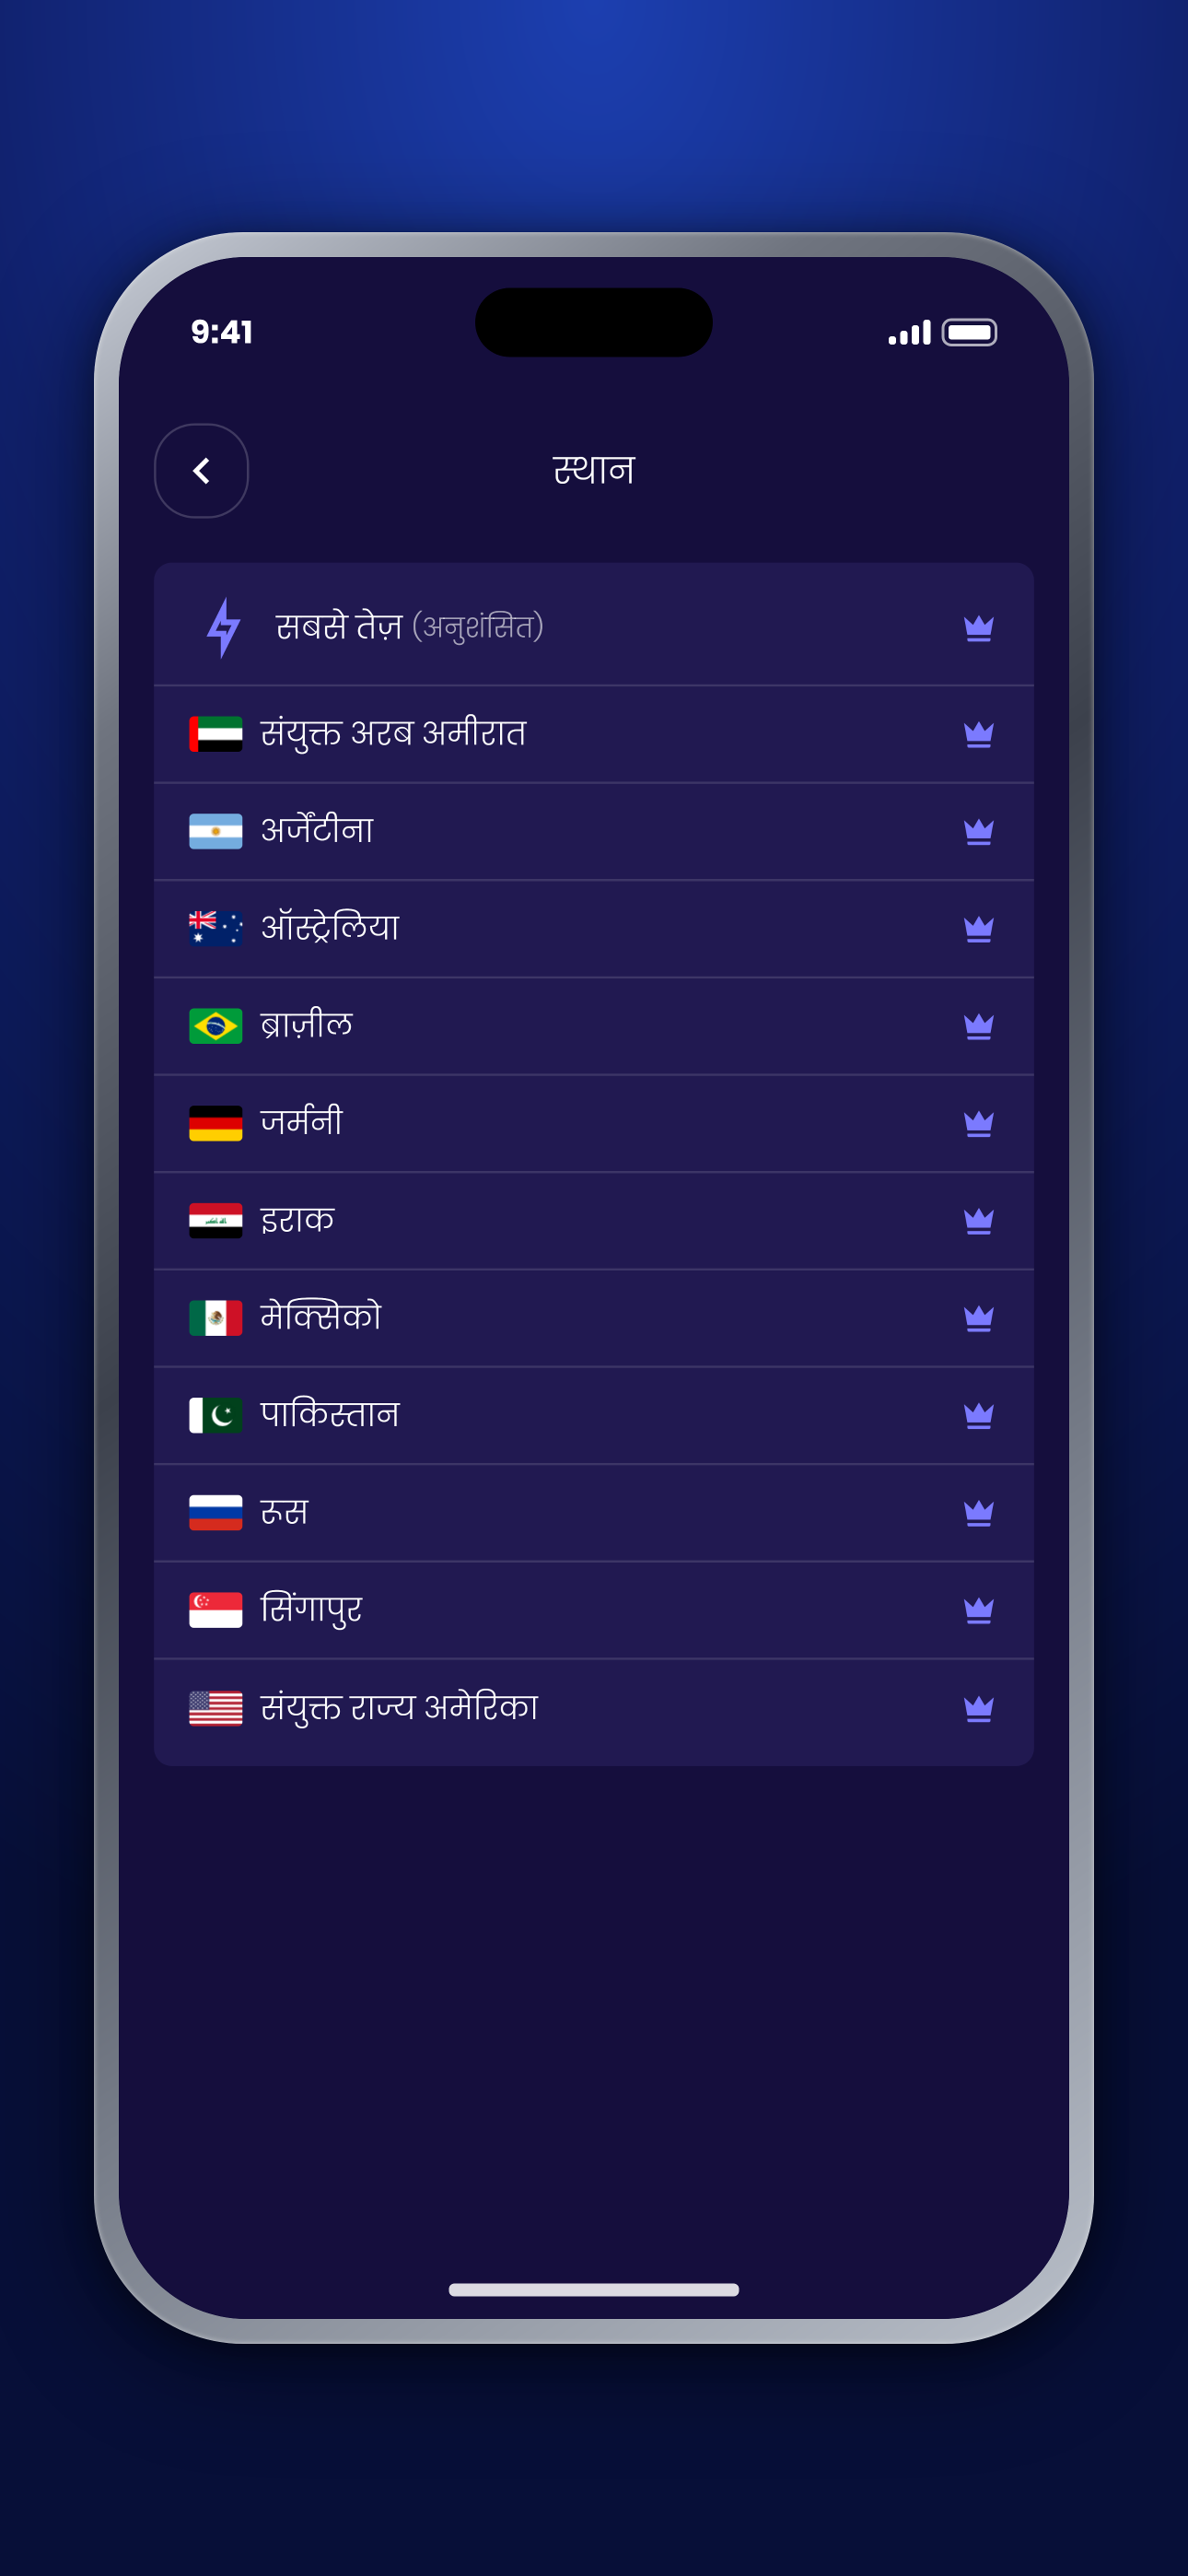 9:41
स्थान
सबसे तेज़ (अनुशंसित)
संयुक्त अरब अमीरात
अर्जेंटीना
ऑस्ट्रेलिया
ब्राज़ील
जर्मनी
इराक
मेक्सिको
पाकिस्तान
रूस
सिंगापुर
संयुक्त राज्य अमेरिका